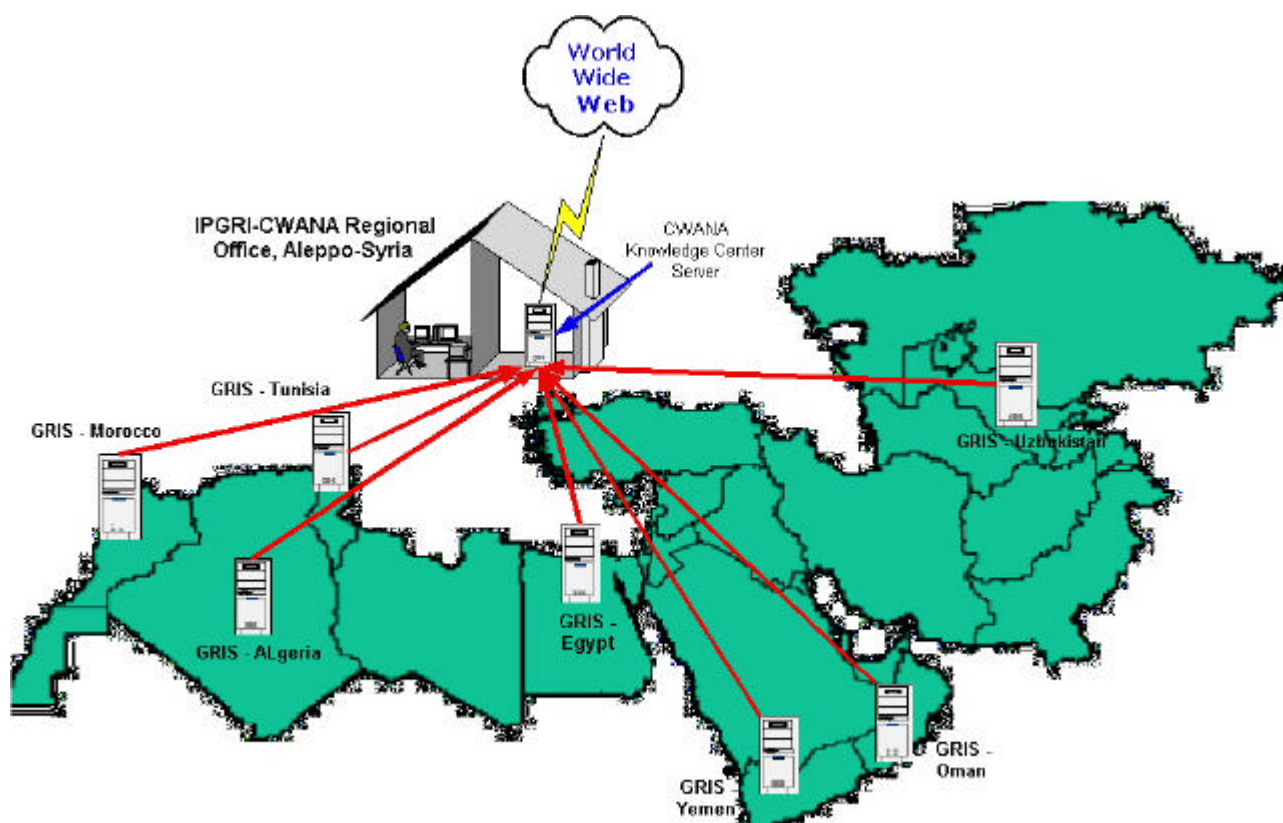 World
Wide
Web
IPGRI-CWANA Regional
Office, Aleppo-Syria
CWANA
Knowledge Center
Server
GRIS - Tunisia
GRIS - Morocco
GRIS - Uzbekistan
GRIS - ALgeria
GRIS -
Egypt
GRIS -
Oman
GRIS -
Yemen